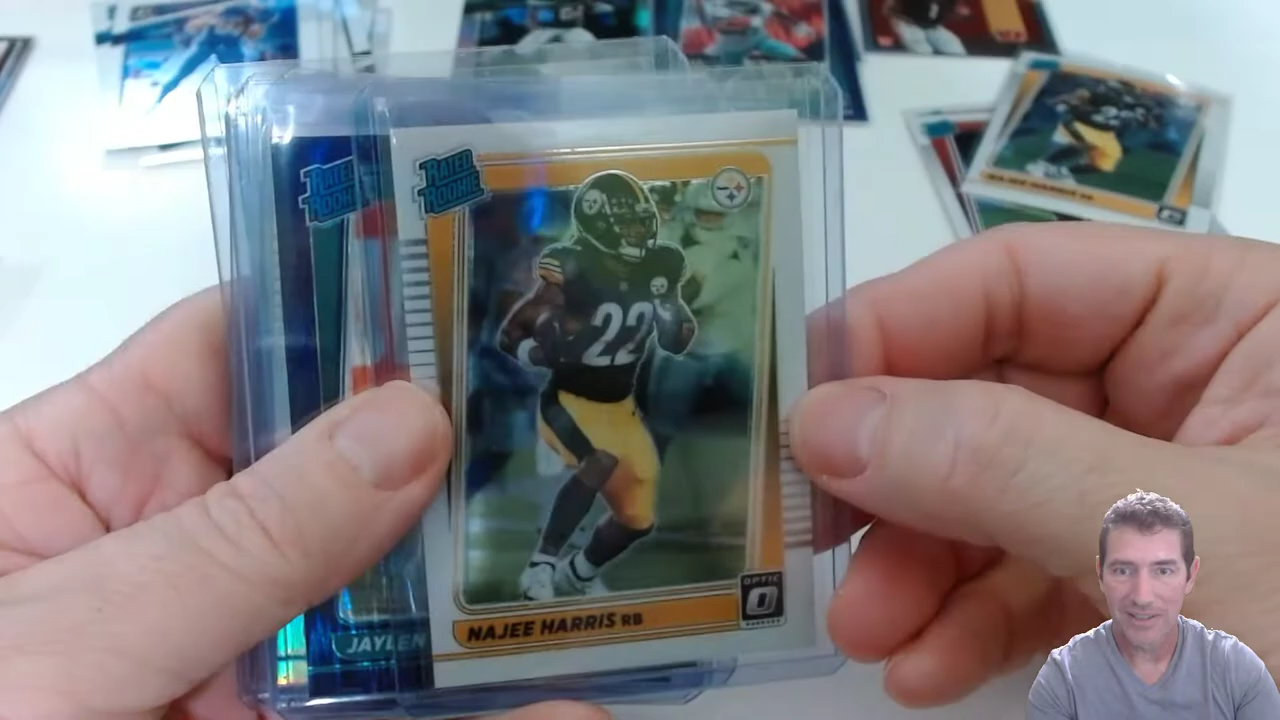 RATED
ROOKIE
RATED
ROOKIE
22
NAJEE HARRIS RB
OPTIC
JAYLEN